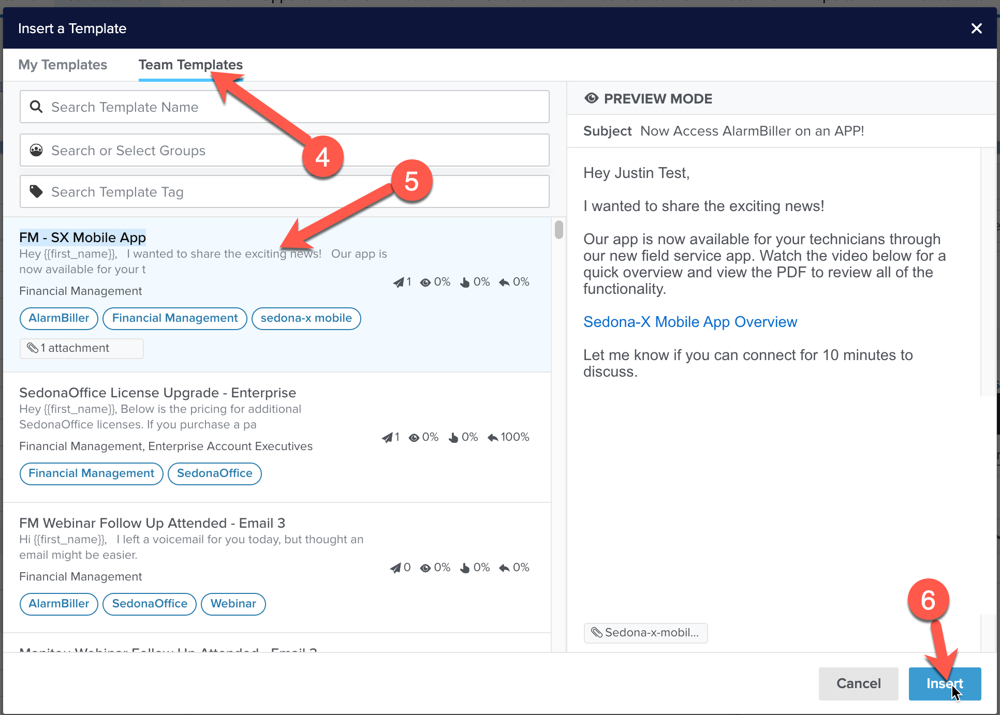 Insert a Template
My Templates
Team Templates
Search Template Name
Search or Select Groups
Search Template Tag
4
5
FM - SX Mobile App
Hey {{first_name}}, I wanted to share the exciting news! Our app is
now available for your t
1 0% 0% 0%
Financial Management
AlarmBiller
Financial Management
sedona-x mobile
1 attachment
SedonaOffice License Upgrade - Enterprise
Hey {{first_name}}, Below is the pricing for additional
SedonaOffice licenses. If you purchase a pa
1 0% 0% 100%
Financial Management, Enterprise Account Executives
Financial Management
SedonaOffice
FM Webinar Follow Up Attended - Email 3
Hi {{first_name}}, I left a voicemail for you today, but thought an
email might be easier.
0 0% 0% 0%
Financial Management
AlarmBiller
SedonaOffice
Webinar
PREVIEW MODE
Subject Now Access AlarmBiller on an APP!
Hey Justin Test,
I wanted to share the exciting news!
Our app is now available for your technicians through
our new field service app. Watch the video below for a
quick overview and view the PDF to review all of the
functionality.
Sedona-X Mobile App Overview
Let me know if you can connect for 10 minutes to
discuss.
Sedona-x-mobil...
6
Cancel
Insert